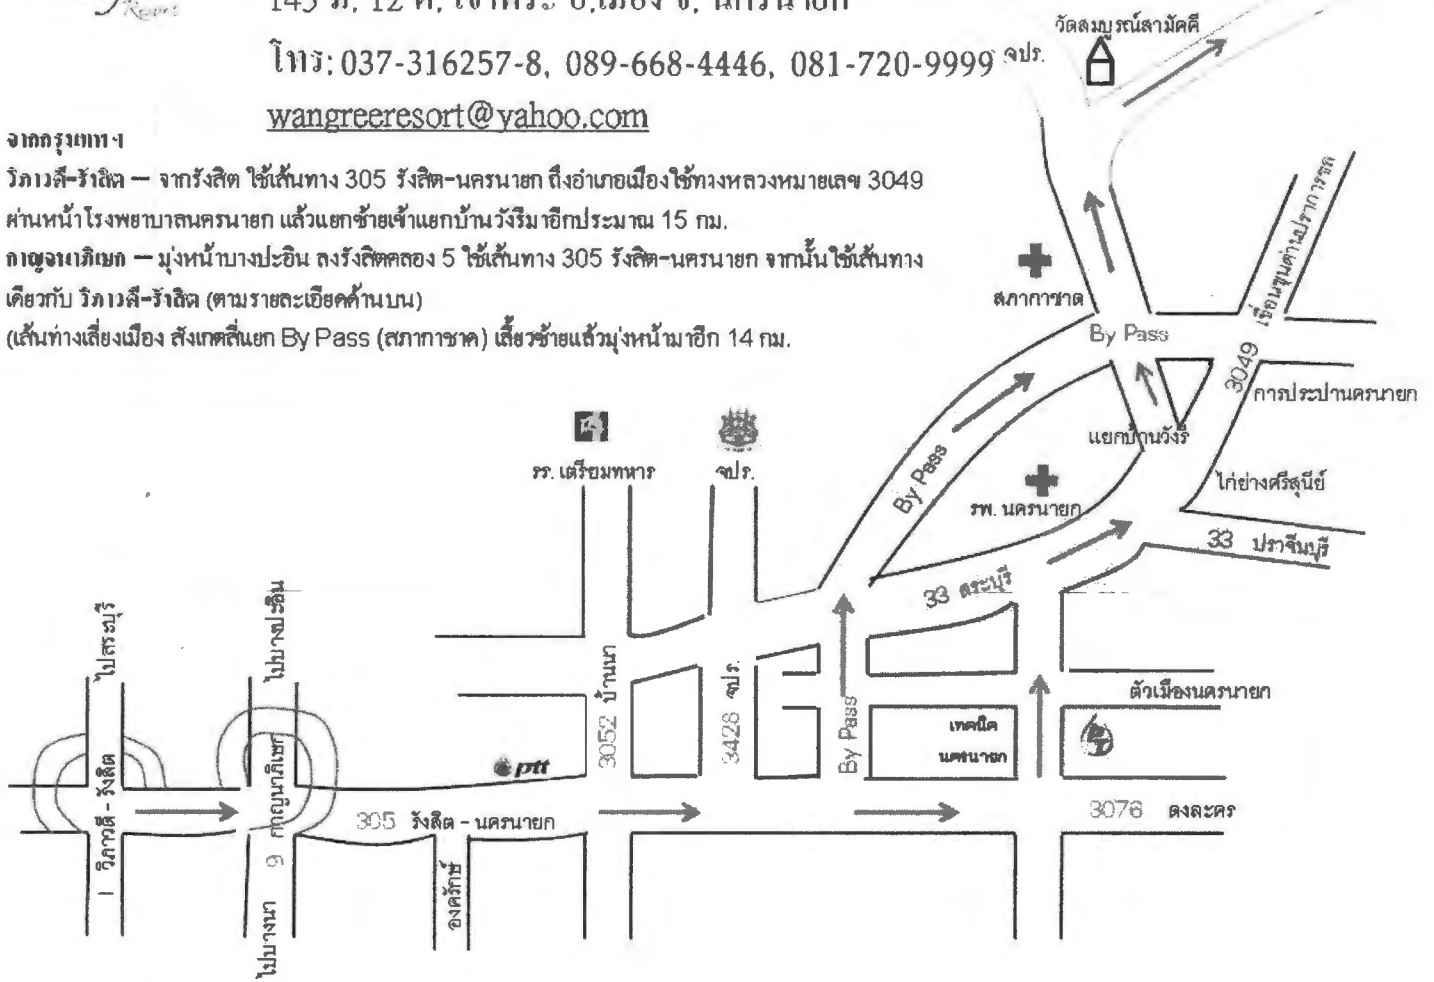 Resort
145 ม. 12 ต. เขาพระ อ.เมือง จ. นครนายก
โทร: 037-316257-8, 089-668-4446, 081-720-9999
wangreeresort@yahoo.com
จากกรุงเทพฯ
วิภาวดี-รังสิต – จากรังสิต ใช้เส้นทาง 305 รังสิต-นครนายก ถึงอำเภอเมืองใช้ทางหลวงหมายเลข 3049
ผ่านหน้าโรงพยาบาลนครนายก แล้วแยกซ้ายเข้าแยกบ้านวังรีมาอีกประมาณ 15 กม.
กาญจนาภิเษก – มุ่งหน้าบางปะอิน ลงรังสิตคลอง 5 ใช้เส้นทาง 305 รังสิต-นครนายก จากนั้นใช้เส้นทาง
เดียวกับ วิภาวดี-รังสิต (ตามรายละเอียดด้านบน)
(เส้นทางเลี่ยงเมือง สังเกตสี่แยก By Pass (สภากาชาด) เลี้ยวซ้ายแล้วมุ่งหน้ามาอีก 14 กม.
วัดสมบูรณ์สามัคคี
จปร.
เขื่อนขุนด่านปราการชล
สภากาชาด
By Pass
3049
การประปานครนายก
แยกบ้านวังรี
By Pass
รพ. นครนายก
ไก่ย่างศรีสุนีย์
33 ปราจีนบุรี
33 สระบุรี
รร. เตรียมทหาร
จปร.
ไปสระบุรี
ไปบางปะอิน
3052 บ้านนา
3428 จปร.
By Pass
ตัวเมืองนครนายก
เทคนิค
นครนายก
ptt
1 วิภาวดี - รังสิต
9 กาญนาภิเษก
305 รังสิต - นครนายก
3076 ดงละคร
องครักษ์
ไปบางนา